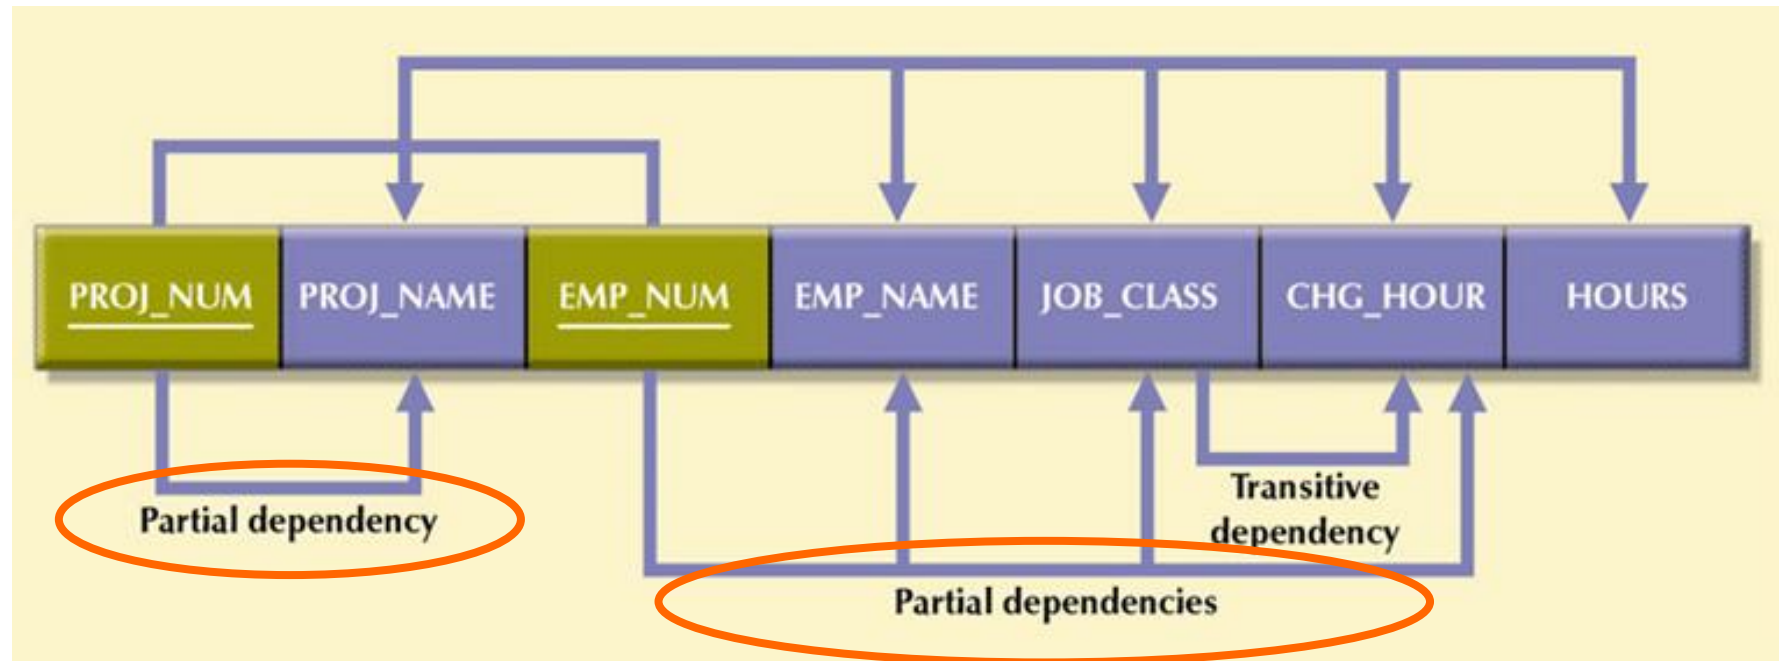 PROJ_NUM PROJ_NAME EMP_NUM EMP_NAME JOB_CLASS CHG_HOUR HOURS
Partial dependency
Transitive
dependency
Partial dependencies